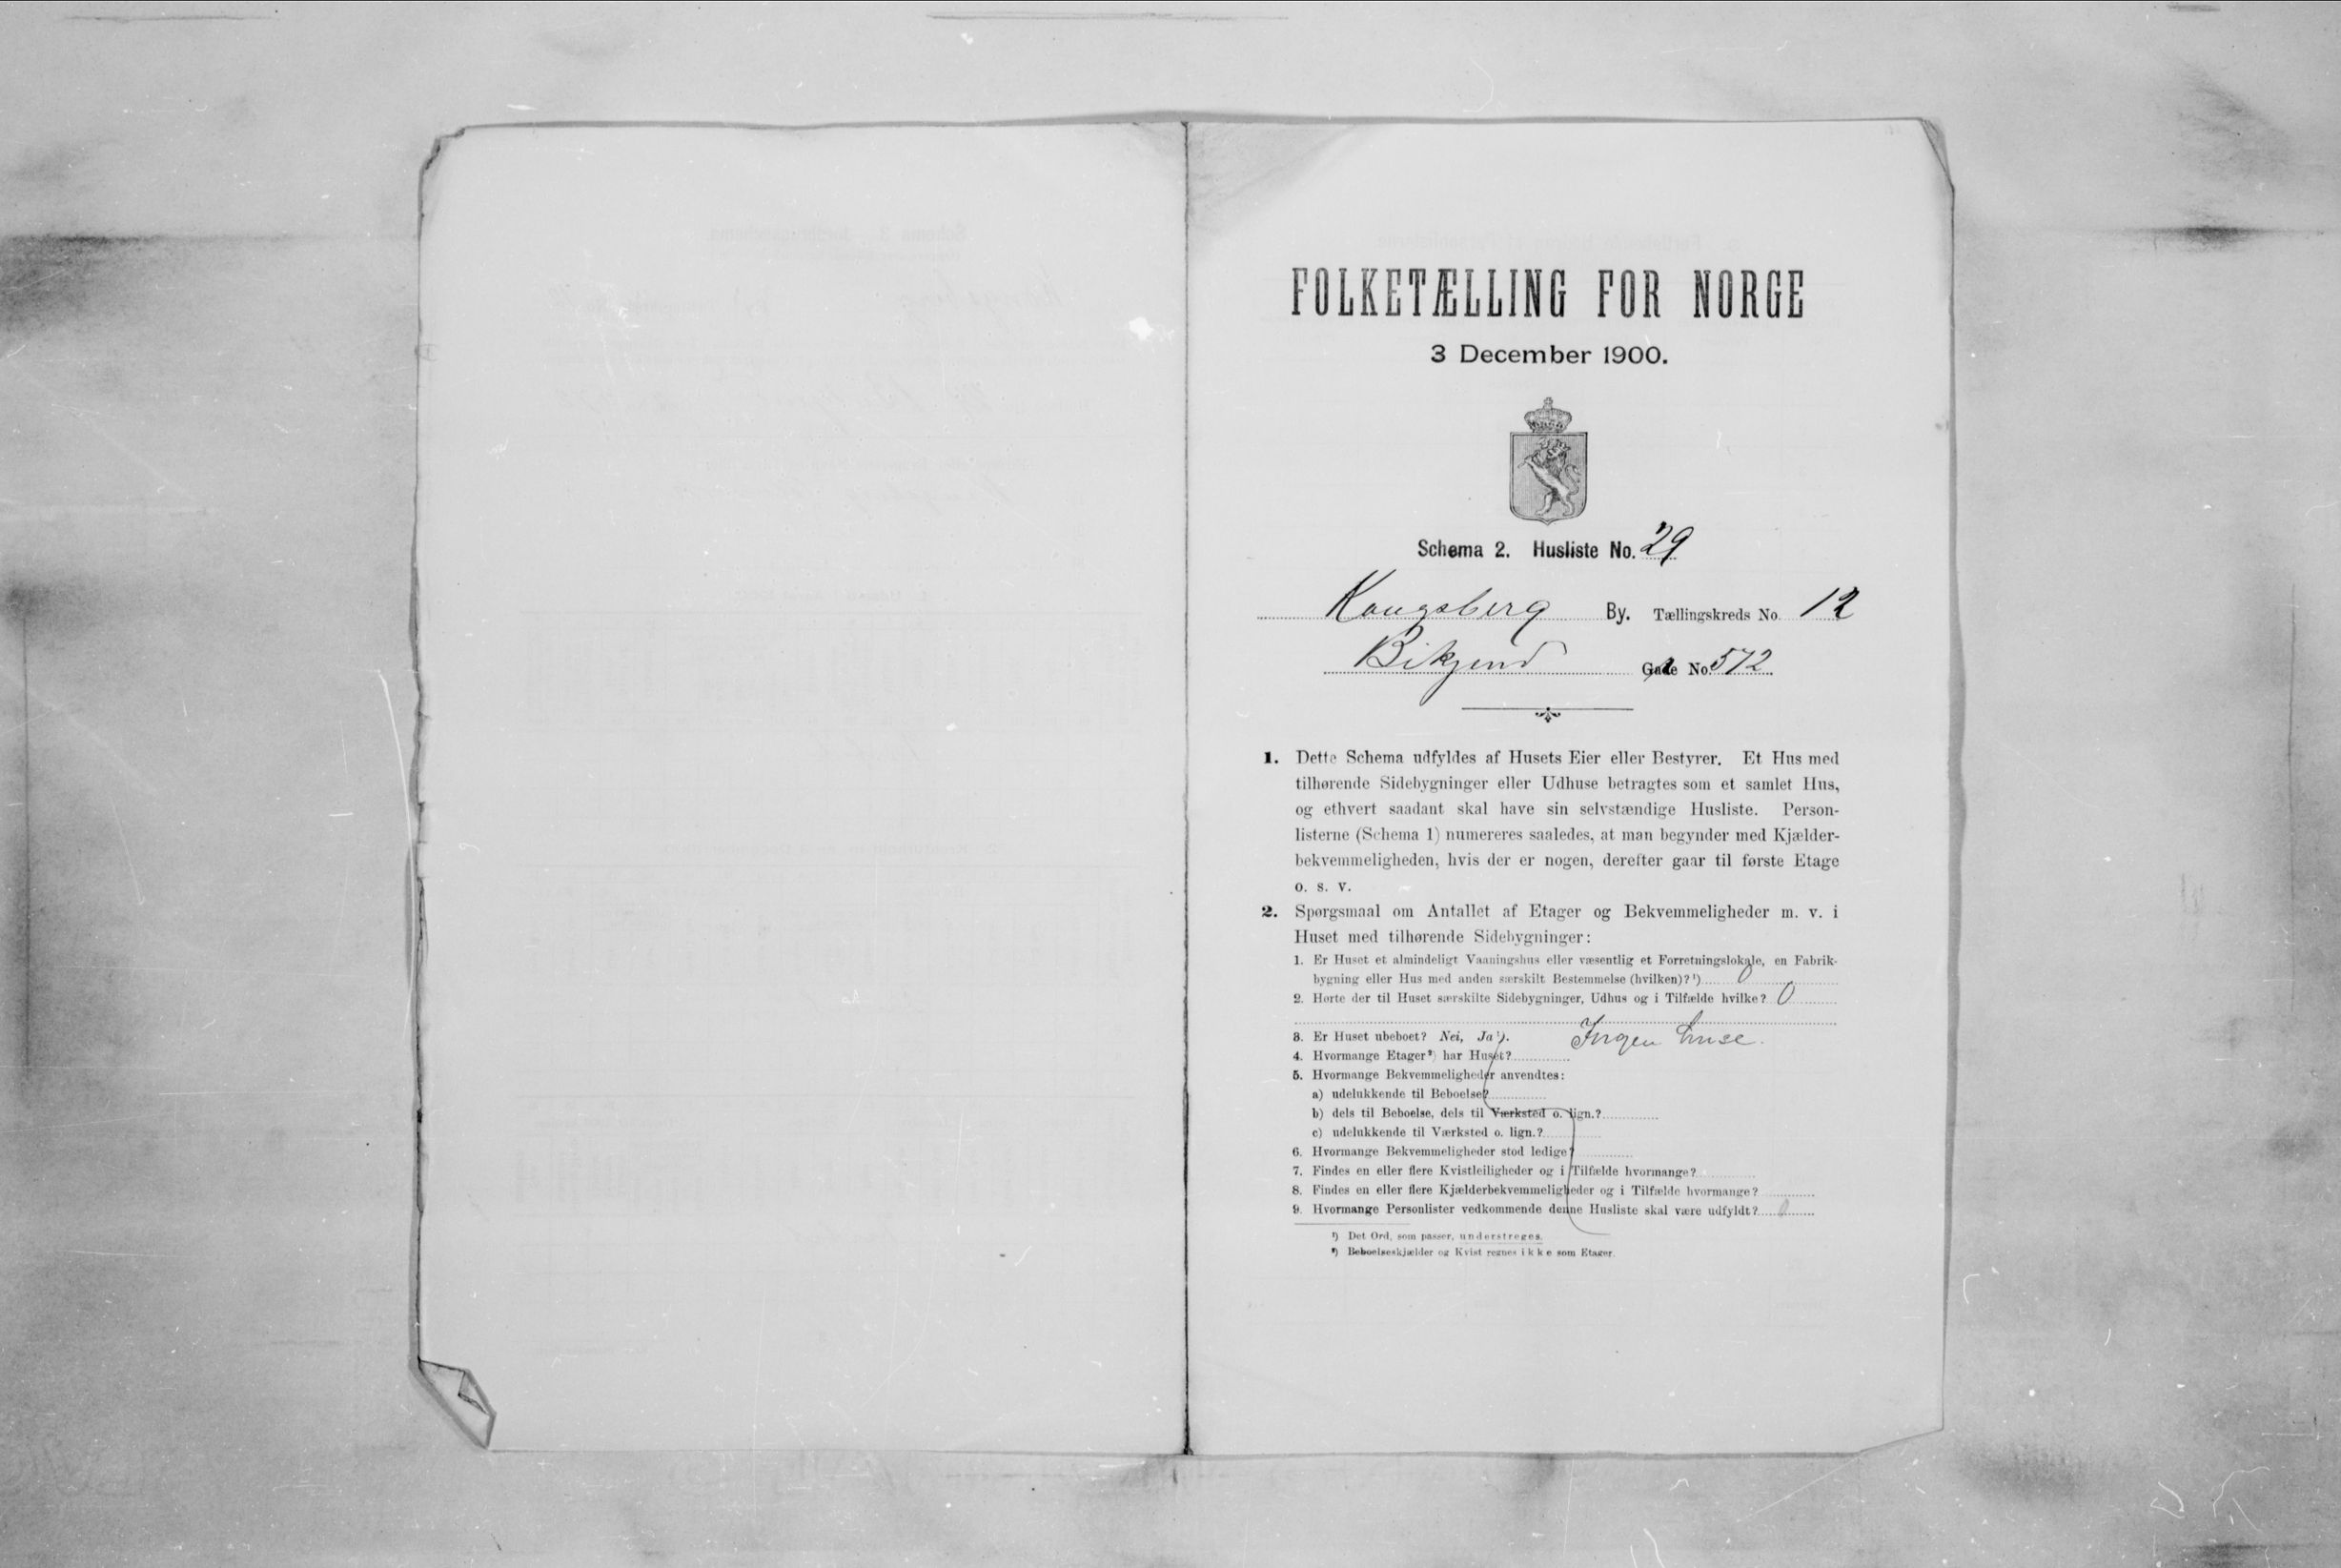 FOLKETÆLLING FOR NORGE
3 December 1900.
Schema 2. Husliste No. 29
Kongsberg By. Tællingskreds No. 12
Gade No. 572
1. Dette Schema udfyldes af Husets Eier eller Bestyrer. Et Hus med
tilhørende Sidebygninger eller Udhuse betragtes som et samlet Hus,
og ethvert saadant skal have sin selvstændige Husliste. Person-
listerne (Schema 1) numereres saaledes, at man begynder med Kjælder-
bekvemmeligheden, hvis der er nogen, derefter gaar til første Etage
o. s. v.
2. Spørgsmaal om Antallet af Etager og Bekvemmeligheder m. v. i
Huset med tilhørende Sidebygninger:
1. Er Huset et almindeligt Vaaningshus eller væsentlig et Forretningslokale, en Fabrik-
bygning eller Hus med anden særskilt Bestemmelse (hvilken)? ¹) 0
2. Hørte der til Huset særskilte Sidebygninger, Udhus og i Tilfælde hvilke? 0
3. Er Huset ubeboet? Nei, Ja ¹). Ingen huse.
4. Hvormange Etager ²) har Huset?
5. Hvormange Bekvemmeligheder anvendtes:
a) udelukkende til Beboelse?
b) dels til Beboelse, dels til Værksted o. lign.?
c) udelukkende til Værksted o. lign.?
6. Hvormange Bekvemmeligheder stod ledige?
7. Findes en eller flere Kvistleiligheder og i Tilfælde hvormange?
8. Findes en eller flere Kjælderbekvemmeligheder og i Tilfælde hvormange?
9. Hvormange Personlister vedkommende denne Husliste skal være udfyldt? 0
¹) Det Ord, som passer, understreges.
²) Beboelseskjælder og Kvist regnes ikke som Etager.